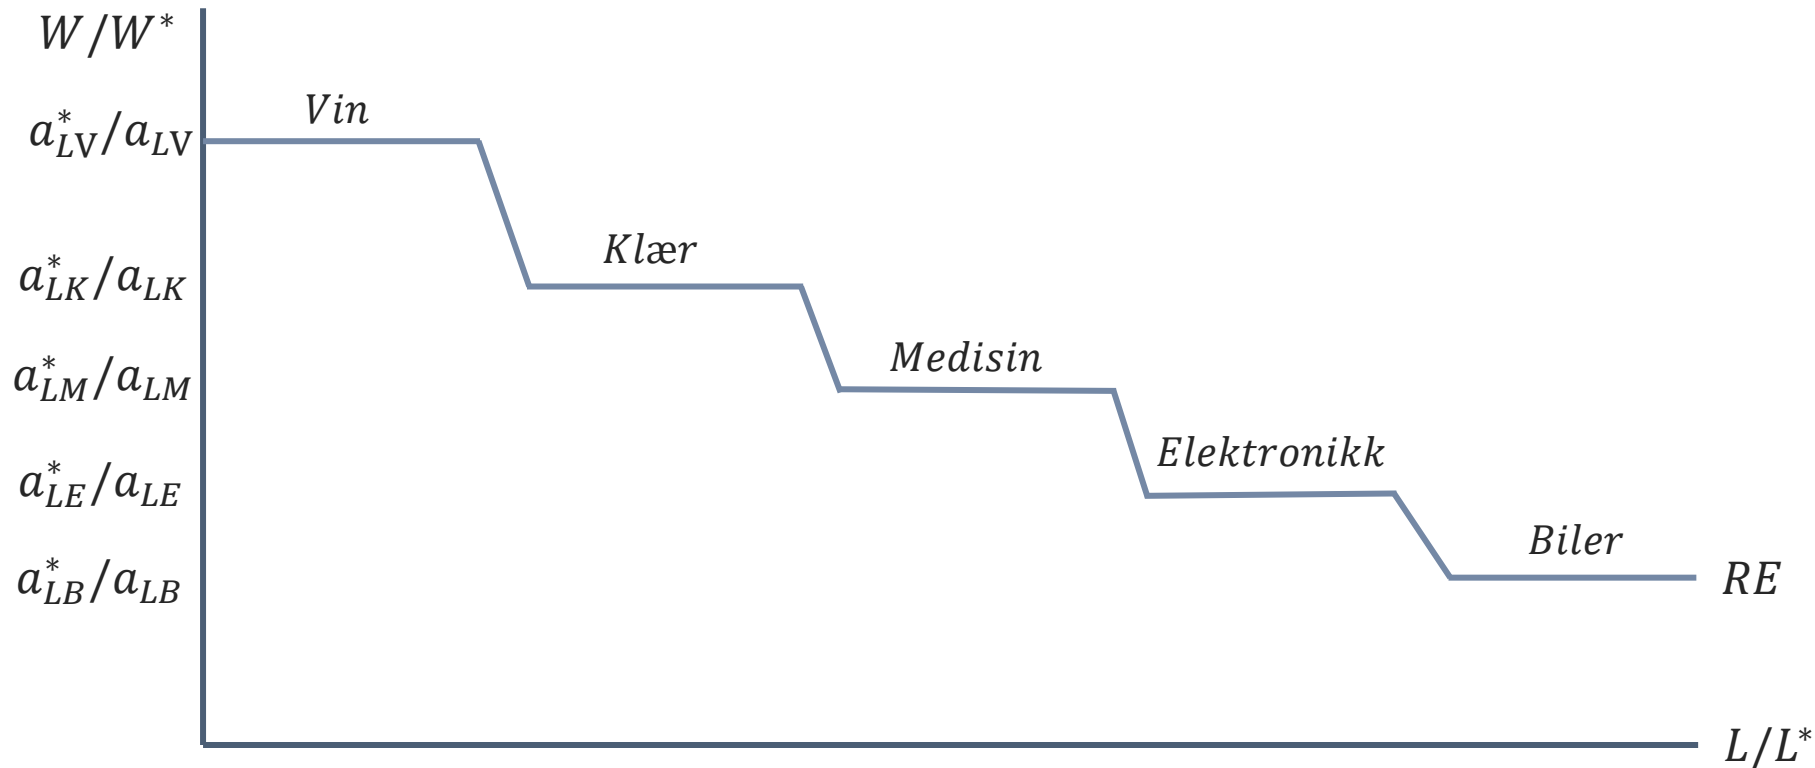 W/W*
a*LV/aLV
Vin
a*LK/aLK
Klær
a*LM/aLM
Medisin
a*LE/aLE
Elektronikk
a*LB/aLB
Biler
RE
L/L*